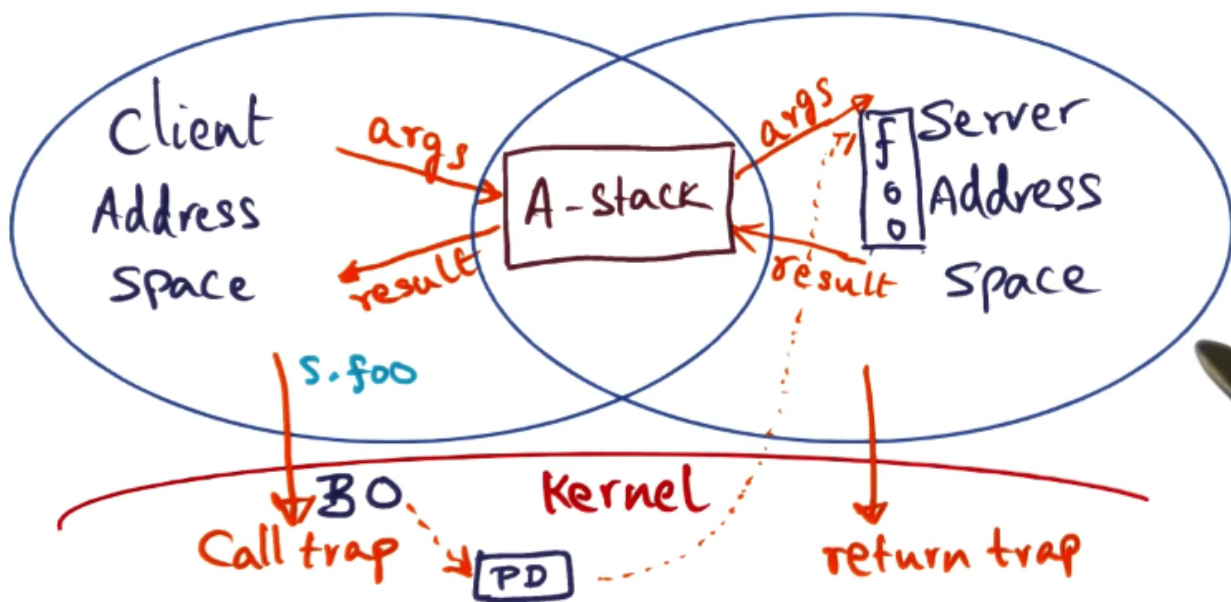 Client
Address
Space
args
result
A-stack
args
result
foo
Server
Address
Space
s.foo
BO
Kernel
Call trap
PD
return trap